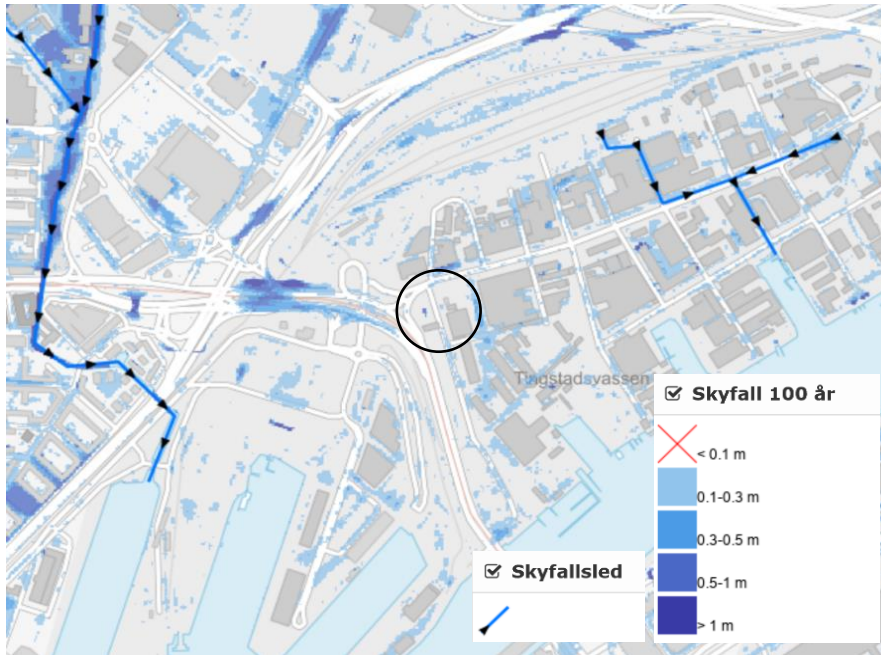 Tingstadsvassen
Skyfall 100 år
< 0.1 m
0.1-0.3 m
0.3-0.5 m
0.5-1 m
> 1 m
Skyfallsled